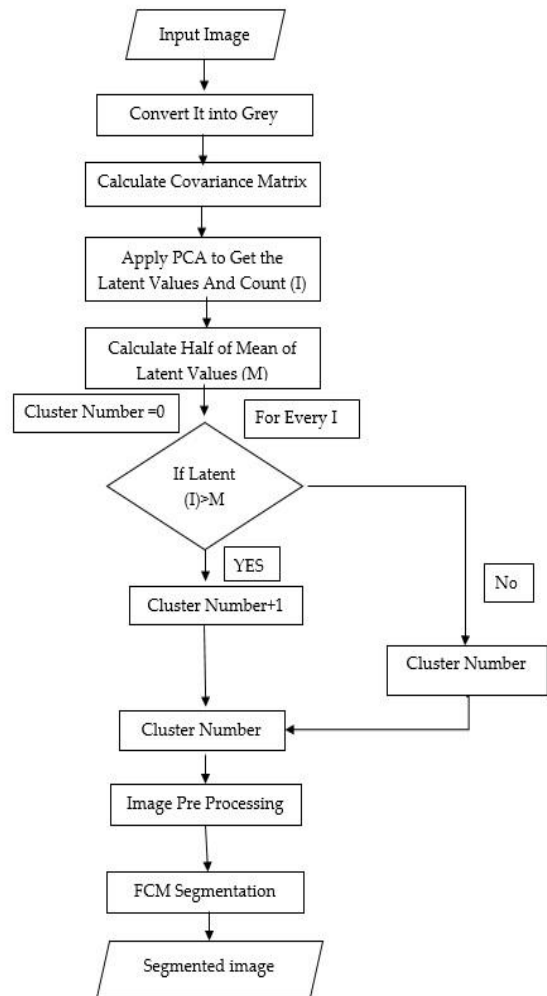 Input Image
Convert It into Grey
Calculate Covariance Matrix
Apply PCA to Get the
Latent Values And Count (I)
Calculate Half of Mean of
Latent Values (M)
Cluster Number =0
For Every I
If Latent
(I)>M
YES
No
Cluster Number+1
Cluster Number
Cluster Number
Image Pre Processing
FCM Segmentation
Segmented image